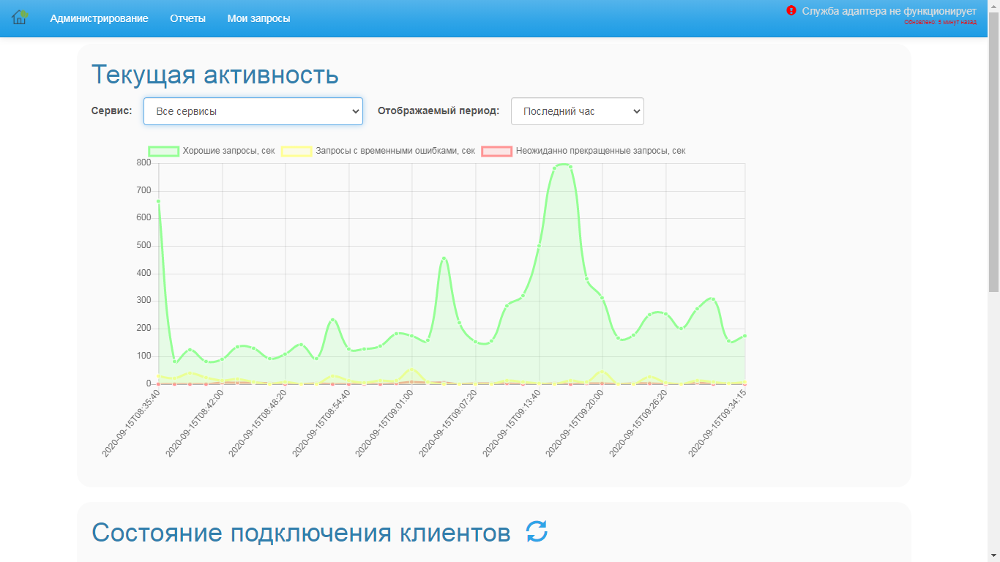 Администрирование Отчеты Мои запросы
Служба адаптера не функционирует
Обновлено: 5 минут назад
Текущая активность
Сервис: Все сервисы Отображаемый период: Последний час
Хорошие запросы, сек Запросы с временными ошибками, сек Неожиданно прекращенные запросы, сек
800
700
600
500
400
300
200
100
0
2020-09-15T08:35:40
2020-09-15T08:42:00
2020-09-15T08:48:20
2020-09-15T08:54:40
2020-09-15T09:01:00
2020-09-15T09:07:20
2020-09-15T09:13:40
2020-09-15T09:20:00
2020-09-15T09:26:20
2020-09-15T09:34:15
Состояние подключения клиентов